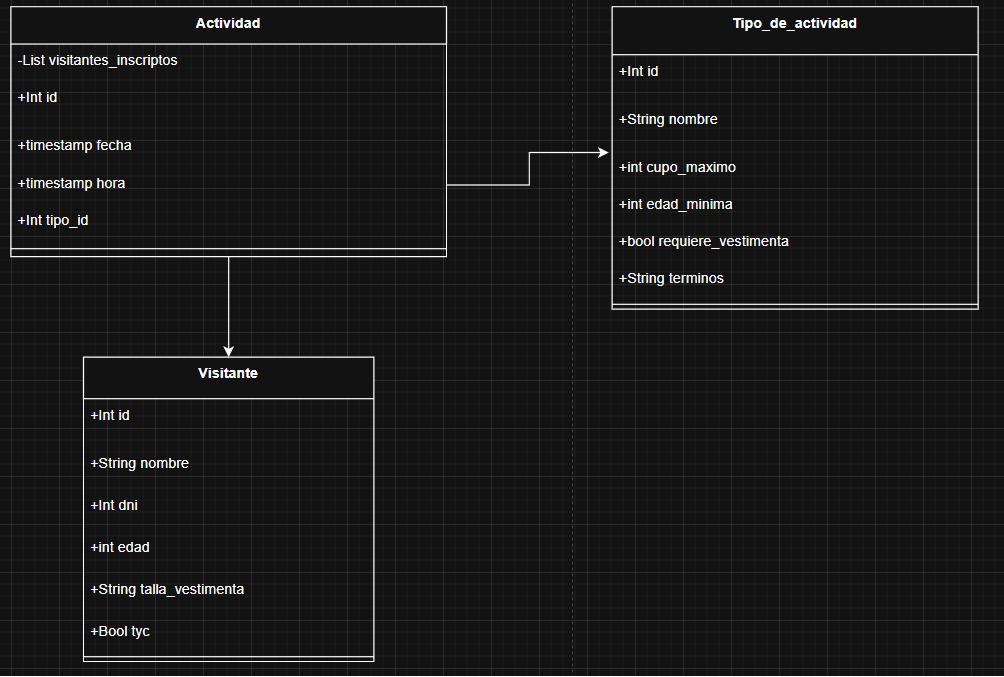 Actividad
-List visitantes_inscriptos
+Int id
+timestamp fecha
+timestamp hora
+Int tipo_id
Tipo_de_actividad
+Int id
+String nombre
+int cupo_maximo
+int edad_minima
+bool requiere_vestimenta
+String terminos
Visitante
+Int id
+String nombre
+Int dni
+int edad
+String talla_vestimenta
+Bool tyc